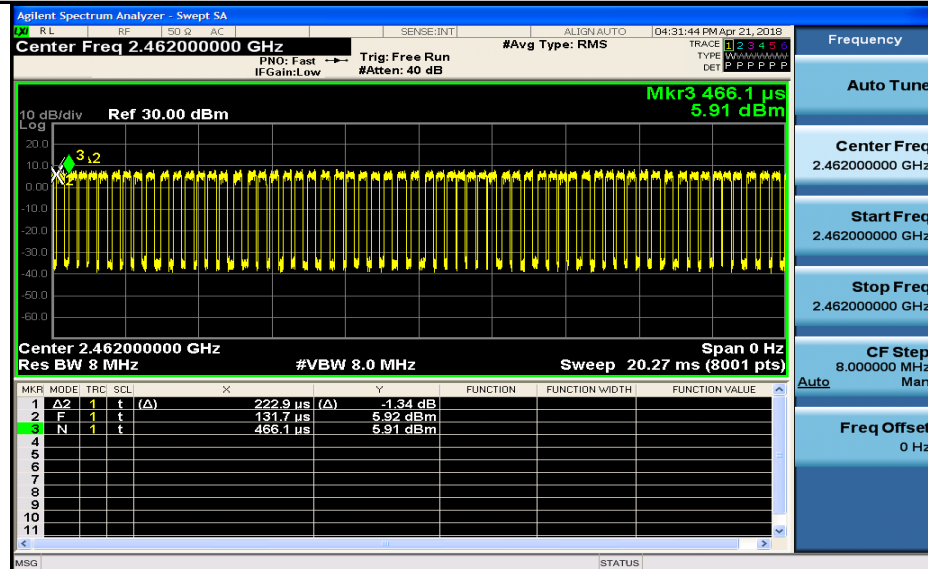 Agilent Spectrum Analyzer - Swept SA
LXI RL RF 50 Ω AC SENSE:INT ALIGNAUTO 04:31:44 PM Apr 21, 2018
Center Freq 2.462000000 GHz
#Avg Type: RMS
TRACE 1 2 3 4 5 6
PNO: Fast Trig: Free Run
TYPE
IFGain:Low #Atten: 40 dB
DET P P P P P P
Mkr3 466.1 µs
5.91 dBm
10 dB/div Ref 30.00 dBm
Log
20.0
10.0
0.00
-10.0
-20.0
-30.0
-40.0
-50.0
-60.0
3 2
Center 2.462000000 GHz Span 0 Hz
Res BW 8 MHz #VBW 8.0 MHz Sweep 20.27 ms (8001 pts)
MKR MODE TRC SCL X Y FUNCTION FUNCTION WIDTH FUNCTION VALUE
1 Δ2 1 t (Δ) 222.9 µs (Δ) -1.34 dB
2 F 1 t 131.7 µs 5.92 dBm
3 N 1 t 466.1 µs 5.91 dBm
4
5
6
7
8
9
10
11
MSG STATUS
Frequency
Auto Tune
Center Freq
2.462000000 GHz
Start Freq
2.462000000 GHz
Stop Freq
2.462000000 GHz
CF Step
8.000000 MHz
Auto Man
Freq Offset
0 Hz